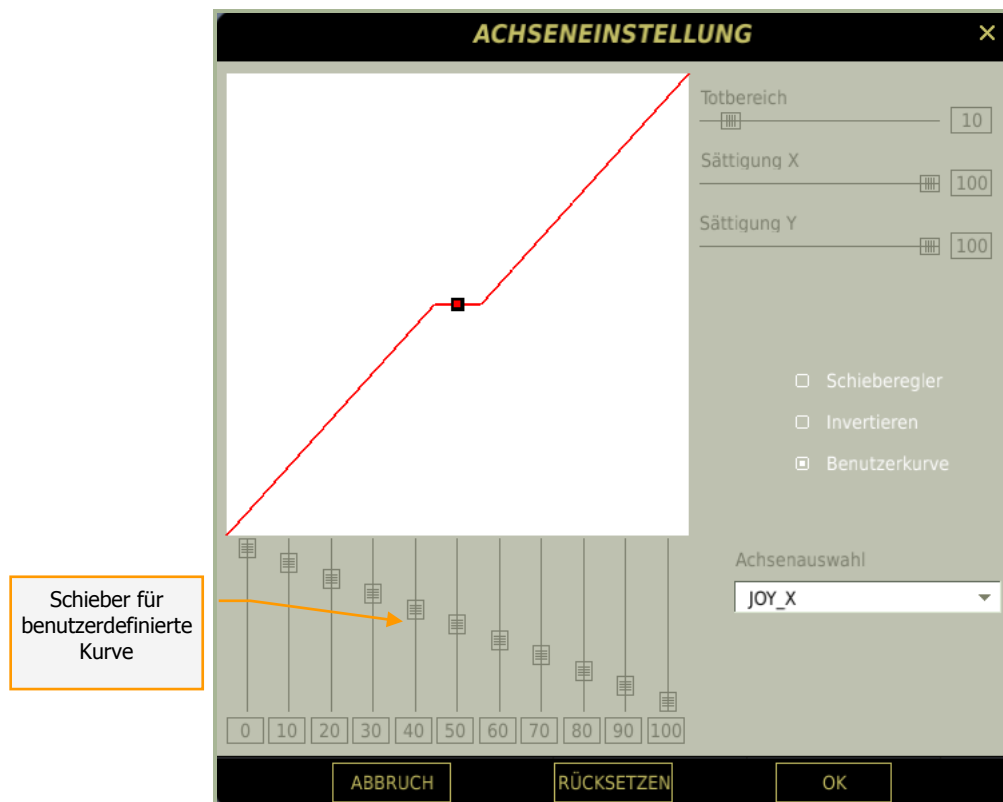 ACHSENEINSTELLUNG
Totbereich
10
Sättigung X
100
Sättigung Y
100
Schieberegler
Invertieren
Benutzerkurve
Achsenauswahl
JOY_X
Schieber für
benutzerdefinierte
Kurve
0 10 20 30 40 50 60 70 80 90 100
ABBRUCH RÜCKSETZEN OK